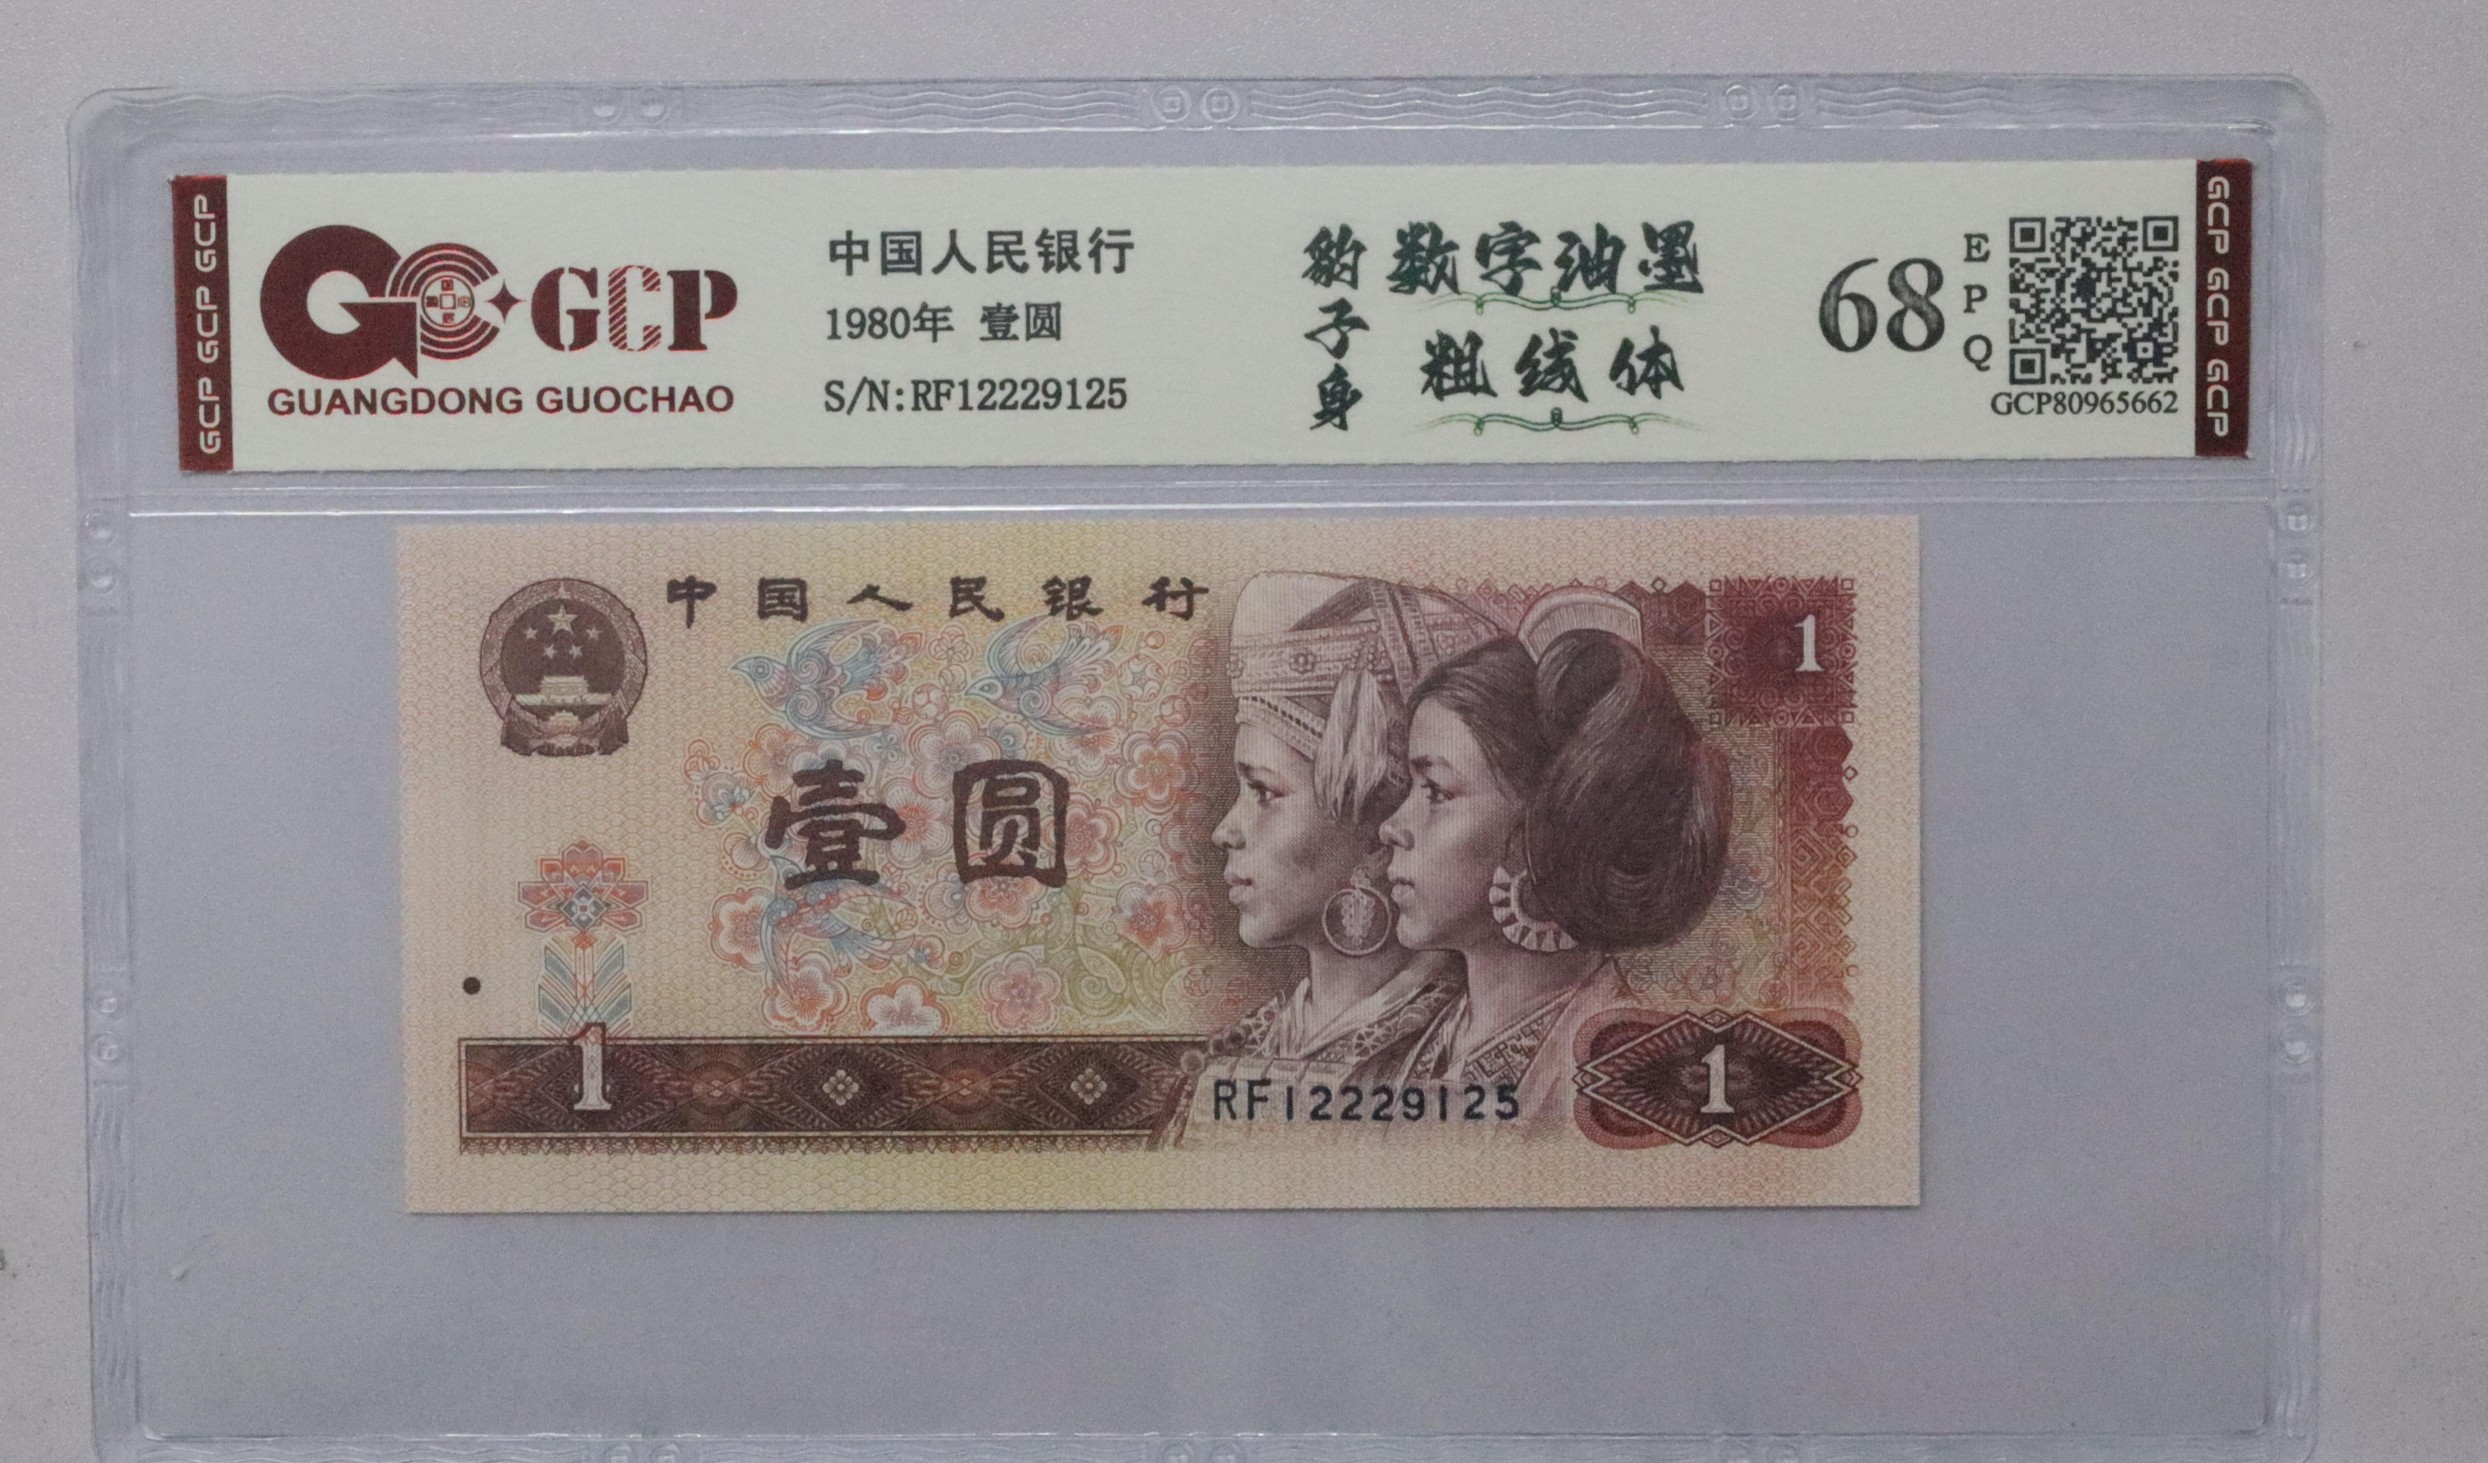 GCP GCP GCP
GCP
GUANGDONG GUOCHAO
中国人民银行
1980年 壹圆
S/N:RF12229125
豹子身
数字油墨
粗线体
68
EPQ
GCP80965662
GCP GCP GCP
中国人民银行
1
壹圆
1
RF12229125
1